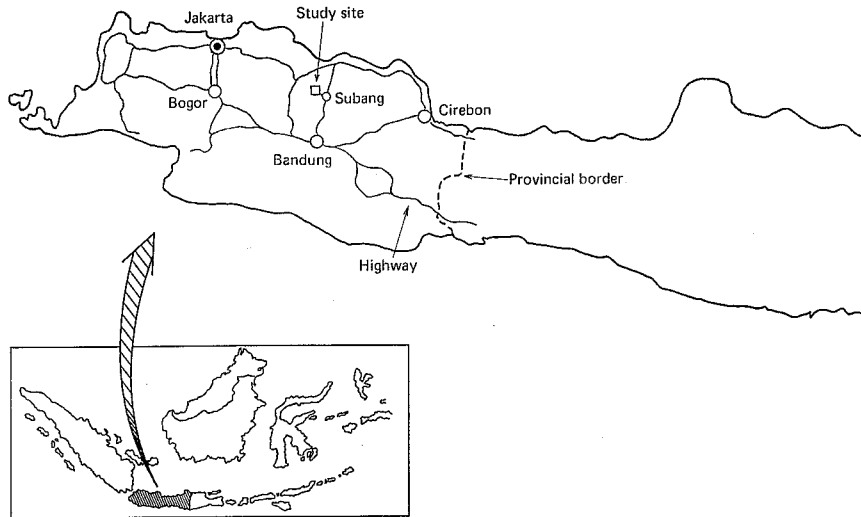 Jakarta
Study site
Bogor
Subang
Cirebon
Bandung
Provincial border
Highway